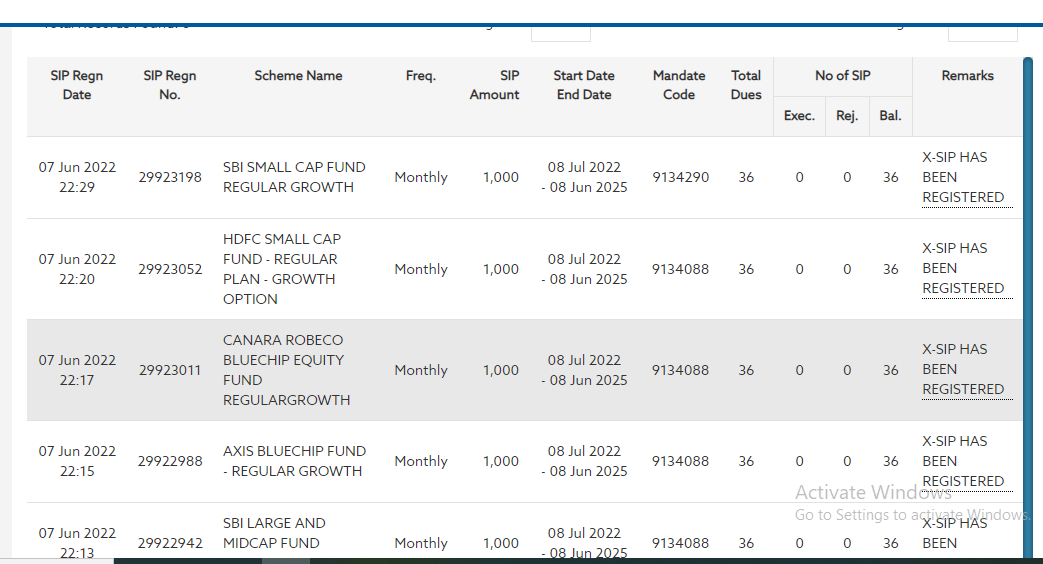 SIP Regn Date
SIP Regn No.
Scheme Name
Freq.
SIP Amount
Start Date End Date
Mandate Code
Total Dues
No of SIP
Exec.
Rej.
Bal.
Remarks
07 Jun 2022 22:29
29923198
SBI SMALL CAP FUND
REGULAR GROWTH
Monthly
1,000
08 Jul 2022
- 08 Jun 2025
9134290
36
0
0
36
X-SIP HAS
BEEN
REGISTERED
07 Jun 2022
22:20
29923052
HDFC SMALL CAP
FUND - REGULAR
PLAN - GROWTH
OPTION
Monthly
1,000
08 Jul 2022
- 08 Jun 2025
9134088
36
0
0
36
X-SIP HAS
BEEN
REGISTERED
07 Jun 2022
22:17
29923011
CANARA ROBECO
BLUECHIP EQUITY
FUND
REGULARGROWTH
Monthly
1,000
08 Jul 2022
- 08 Jun 2025
9134088
36
0
0
36
X-SIP HAS
BEEN
REGISTERED
07 Jun 2022
22:15
29922988
AXIS BLUECHIP FUND
- REGULAR GROWTH
Monthly
1,000
08 Jul 2022
- 08 Jun 2025
9134088
36
0
0
36
X-SIP HAS
BEEN
REGISTERED
07 Jun 2022
22:13
29922942
SBI LARGE AND
MIDCAP FUND
Monthly
1,000
08 Jul 2022
- 08 Jun 2025
9134088
36
0
0
36
X-SIP HAS
BEEN
Activate Windows
Go to Settings to activate Windows.